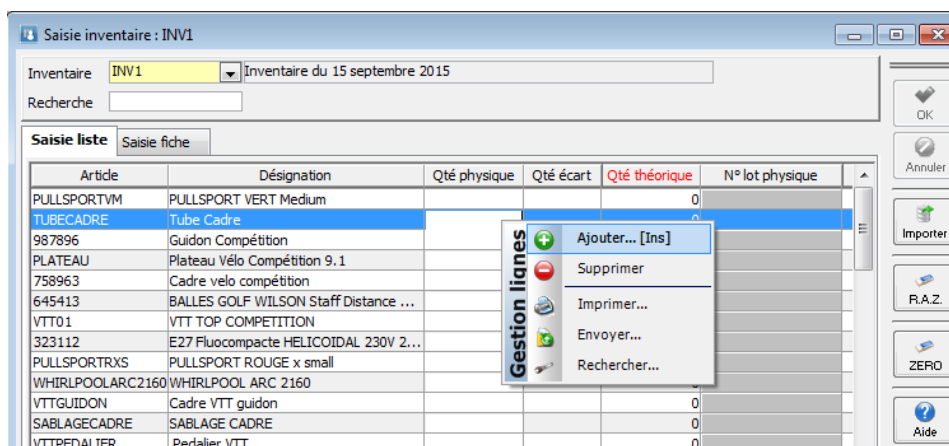 Saisie inventaire : INV1
Inventaire INV1 Inventaire du 15 septembre 2015
Recherche
OK
Saisie liste Saisie fiche
Annuler
Article Désignation Qté physique Qté écart Qté théorique N° lot physique
PULLSPORTVM PULLSPORT VERT Medium 0
TUBECADRE Tube Cadre 0
987896 Guidon Compétition
PLATEAU Plateau Vélo Compétition 9.1
758963 Cadre velo compétition
645413 BALLES GOLF WILSON Staff Distance ...
VTT01 VTT TOP COMPETITION
323112 E27 Fluocompacte HELICOIDAL 230V 2...
PULLSPORTRXS PULLSPORT ROUGE x small
WHIRLPOOLARC2160 WHIRLPOOL ARC 2160 0
VTTGUIDON Cadre VTT guidon 0
SABLAGECADRE SABLAGE CADRE 0
VTTPEDALIER Pedalier VTT 0
Gestion lignes
Ajouter... [Ins]
Supprimer
Imprimer...
Envoyer...
Rechercher...
Importer
R.A.Z.
ZERO
Aide